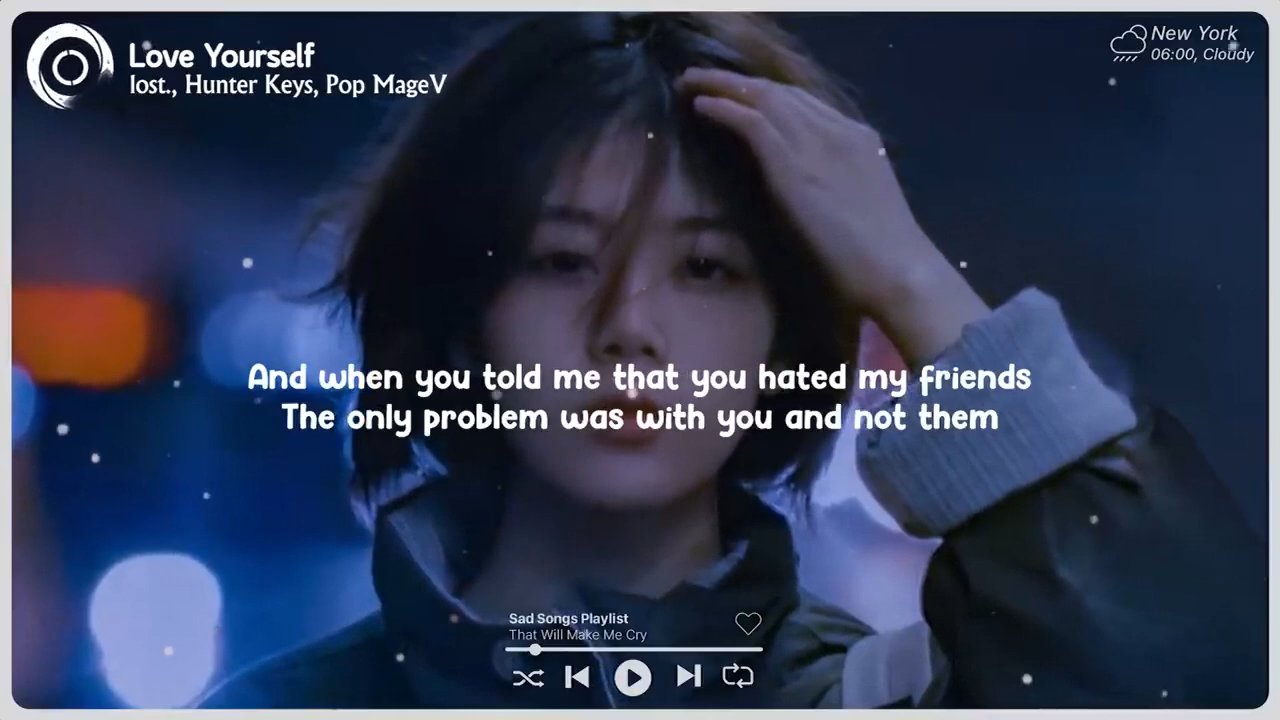 Love Yourself
lost., Hunter Keys, Pop MageV
New York
06:00, Cloudy
And when you told me that you hated my friends
The only problem was with you and not them
Sad Songs Playlist
That Will Make Me Cry